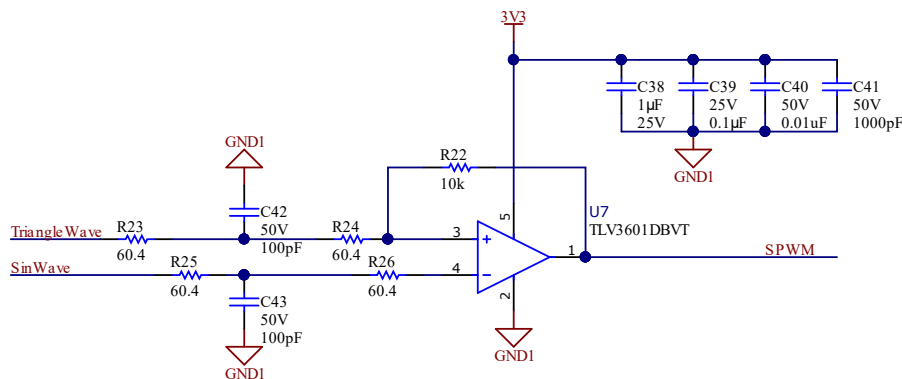 3V3
C38
1µF
25V
C39
25V
0.1µF
C40
50V
0.01uF
C41
50V
1000pF
GND1
GND1
R22
10k
C42
50V
100pF
U7
TLV3601DBVT
5
TriangleWave
R23
60.4
R24
60.4
3
+
1
SPWM
SinWave
R25
60.4
R26
60.4
4
−
2
C43
50V
100pF
GND1
GND1